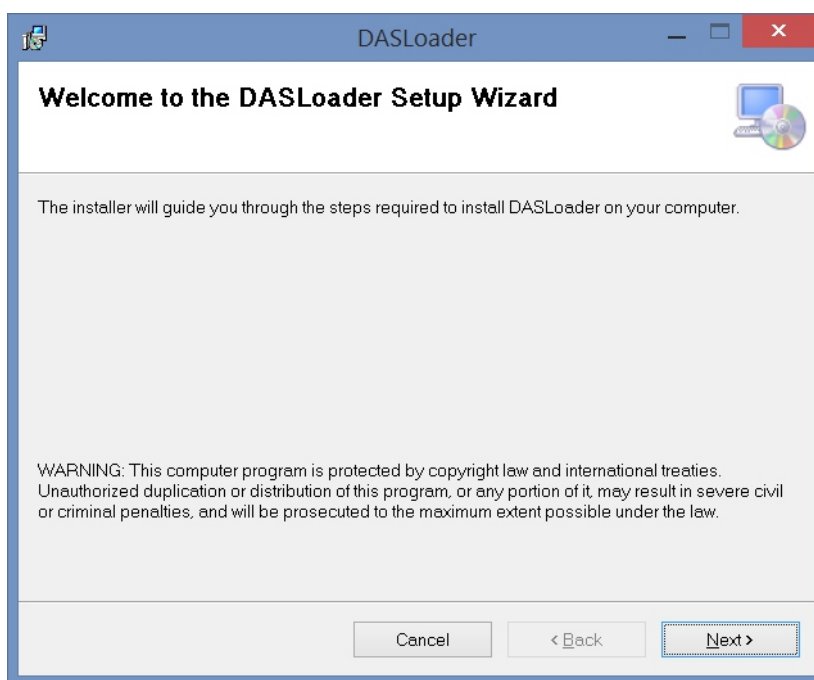 DASLoader
Welcome to the DASLoader Setup Wizard
The installer will guide you through the steps required to install DASLoader on your computer.
WARNING: This computer program is protected by copyright law and international treaties.
Unauthorized duplication or distribution of this program, or any portion of it, may result in severe civil
or criminal penalties, and will be prosecuted to the maximum extent possible under the law.
Cancel
< Back
Next >